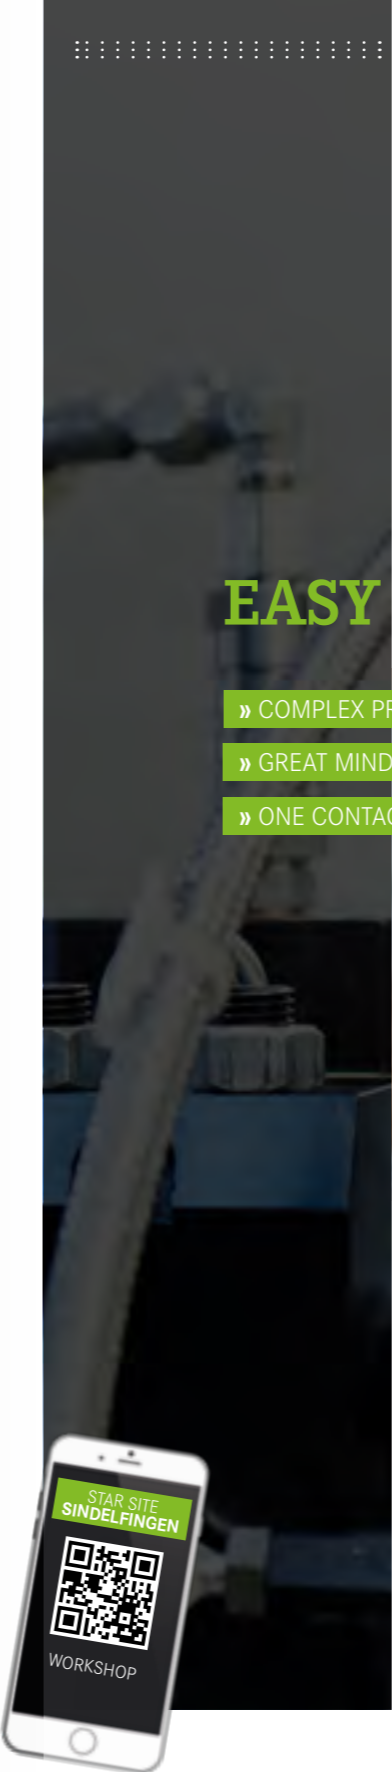 EASY
» COMPLEX
» GREAT
» ONE
STAR SITE
SINDELFINGEN
WORKSHOP